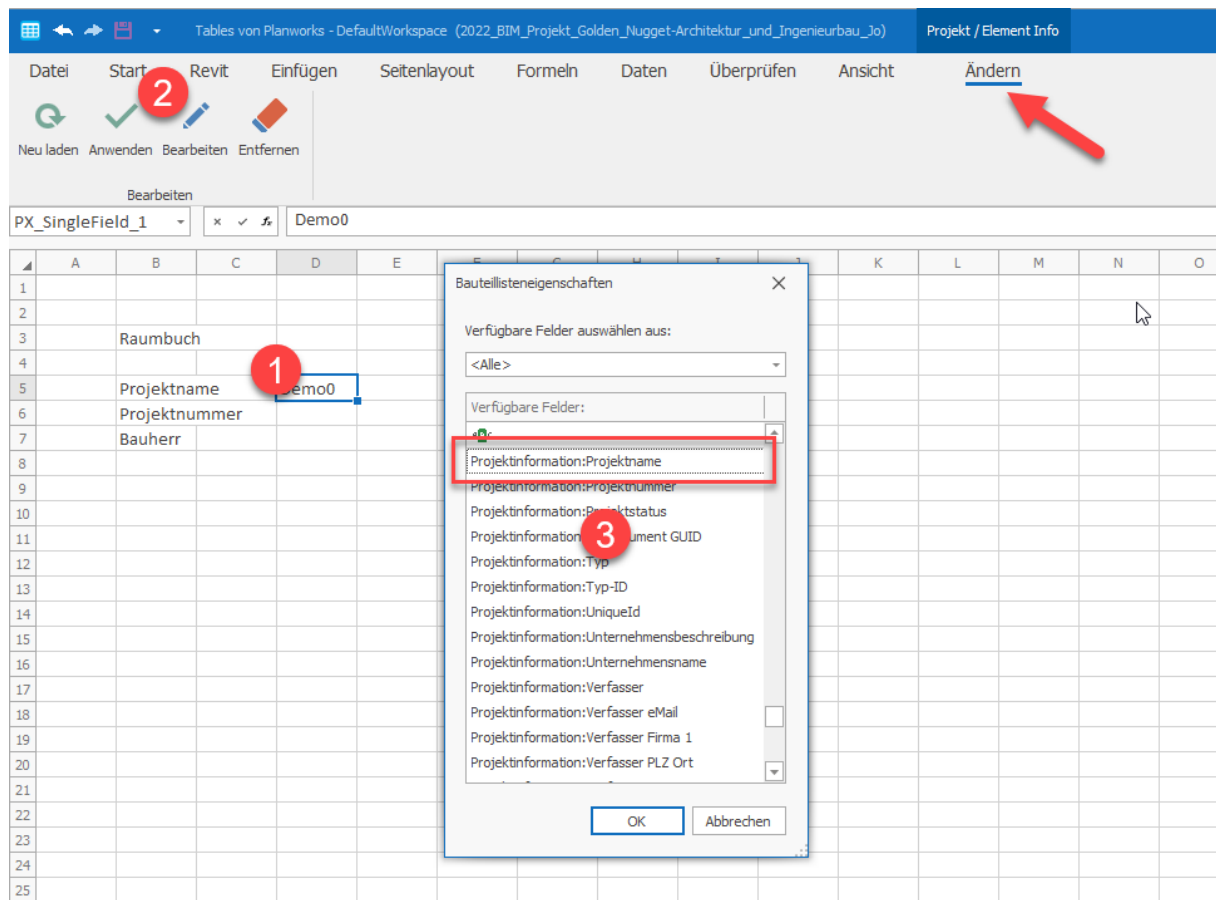 Tables von Planworks - DefaultWorkspace (2022_BIM_Projekt_Golden_Nugget-Architektur_und_Ingenieurbau_Jo) Projekt / Element Info
Datei Start Revit Einfügen Seitenlayout Formeln Daten Überprüfen Ansicht Ändern
2
Neu laden Anwenden Bearbeiten Entfernen
Bearbeiten
PX_SingleField_1 × ✓ fx Demo0
A B C D E K L M N O
1
2
3 Raumbuch
4
5 Projektname Demo0
6 Projektnummer
7 Bauherr
8
9
10
11
12
13
14
15
16
17
18
19
20
21
22
23
24
25
1
Bauteillisteneigenschaften
Verfügbare Felder auswählen aus:
<Alle>
Verfügbare Felder:
Projektinformation:Projektname
Projektinformation:Projektnummer
Projektinformation:Projektstatus
Projektinformation: ument GUID
3
Projektinformation:Typ
Projektinformation:Typ-ID
Projektinformation:UniqueId
Projektinformation:Unternehmensbeschreibung
Projektinformation:Unternehmensname
Projektinformation:Verfasser
Projektinformation:Verfasser eMail
Projektinformation:Verfasser Firma 1
Projektinformation:Verfasser PLZ Ort
OK Abbrechen